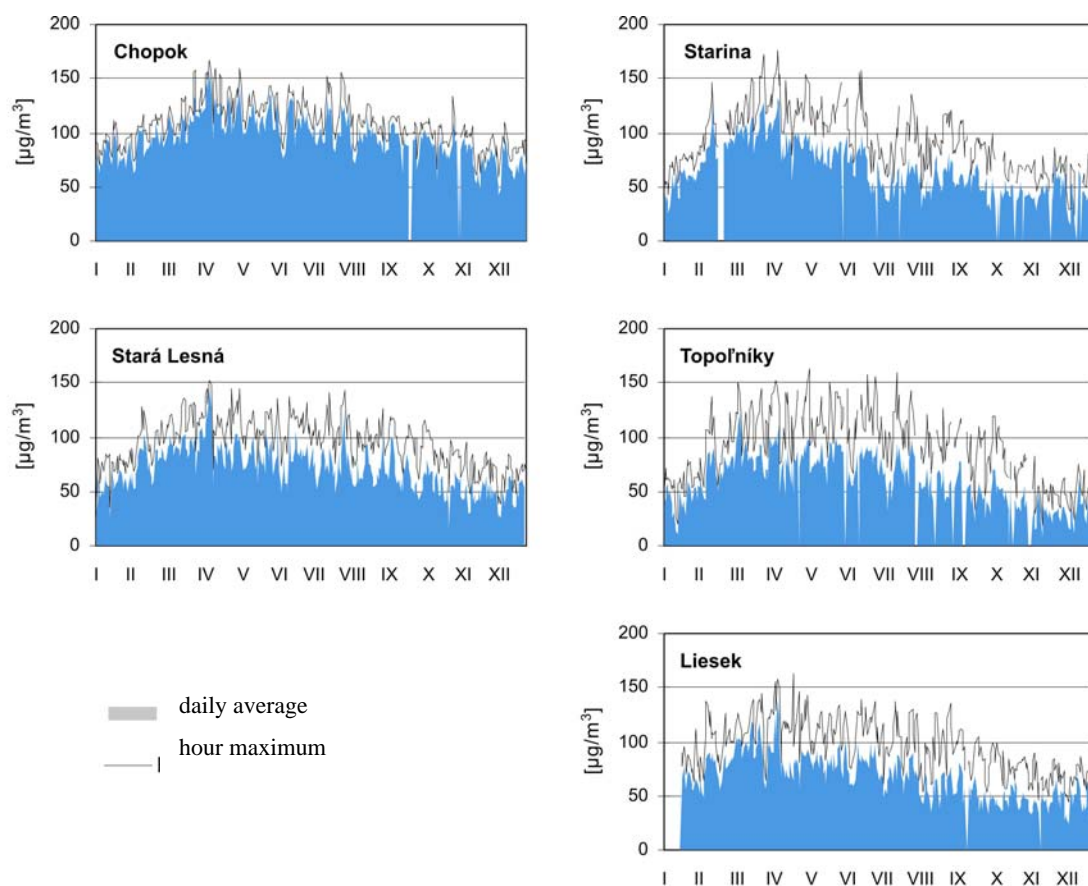 Chopok
[µg/m³]
200
150
100
50
0
I II III IV V VI VII VIII IX X XI XII
Starina
[µg/m³]
200
150
100
50
0
I II III IV V VI VII VIII IX X XI XII
Stará Lesná
[µg/m³]
200
150
100
50
0
I II III IV V VI VII VIII IX X XI XII
Topoľníky
[µg/m³]
200
150
100
50
0
I II III IV V VI VII VIII IX X XI XII
daily average
hour maximum
Liesek
[µg/m³]
200
150
100
50
0
I II III IV V VI VII VIII IX X XI XII